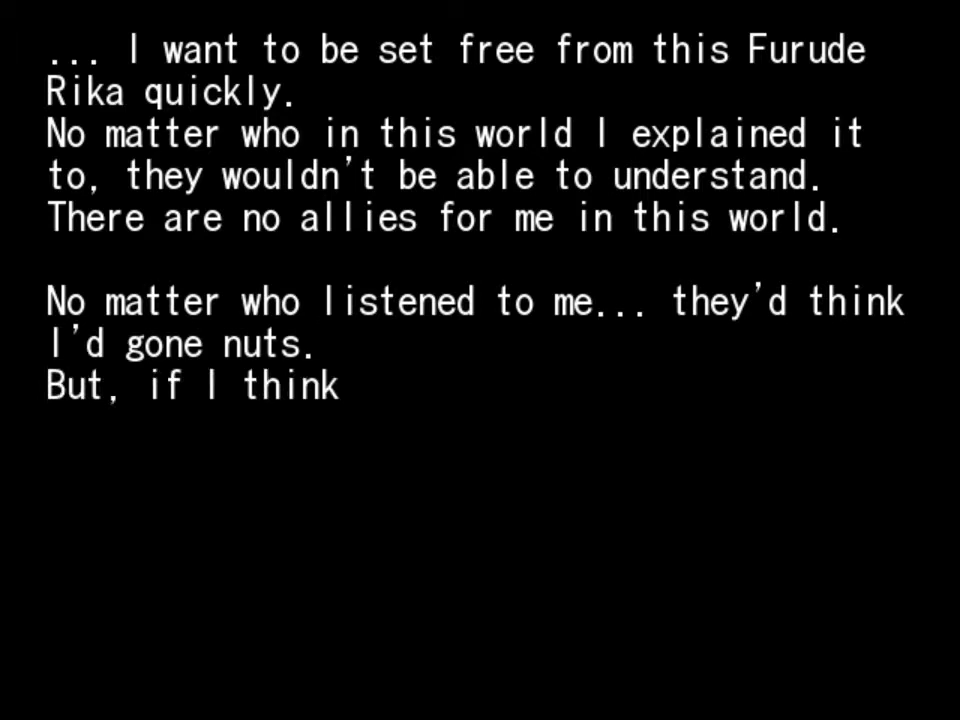 ... I want to be set free from this Furude
Rika quickly.
No matter who in this world I explained it
to, they wouldn't be able to understand.
There are no allies for me in this world.
No matter who listened to me... they'd think
I'd gone nuts.
But, if I think